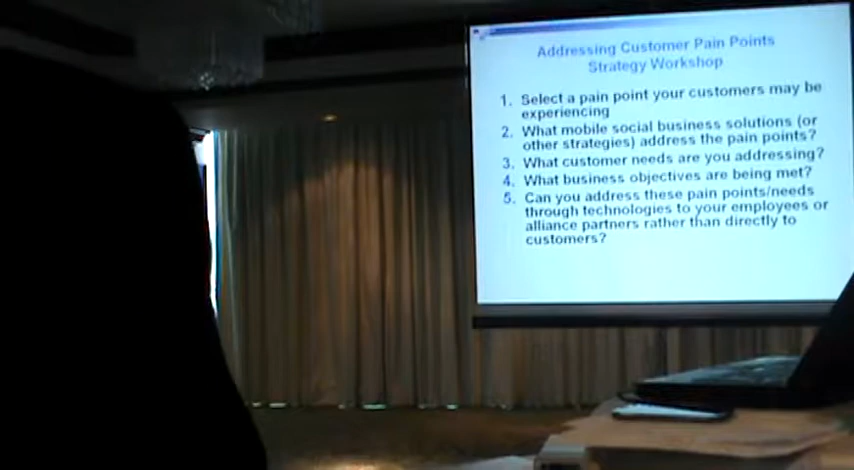 Addressing Customer Pain Points
Strategy Workshop
1. Select a pain point your customers may be
experiencing
2. What mobile social business solutions (or
other strategies) address the pain points?
3. What customer needs are you addressing?
4. What business objectives are being met?
5. Can you address these pain points/needs
through technologies to your employees or
alliance partners rather than directly to
customers?